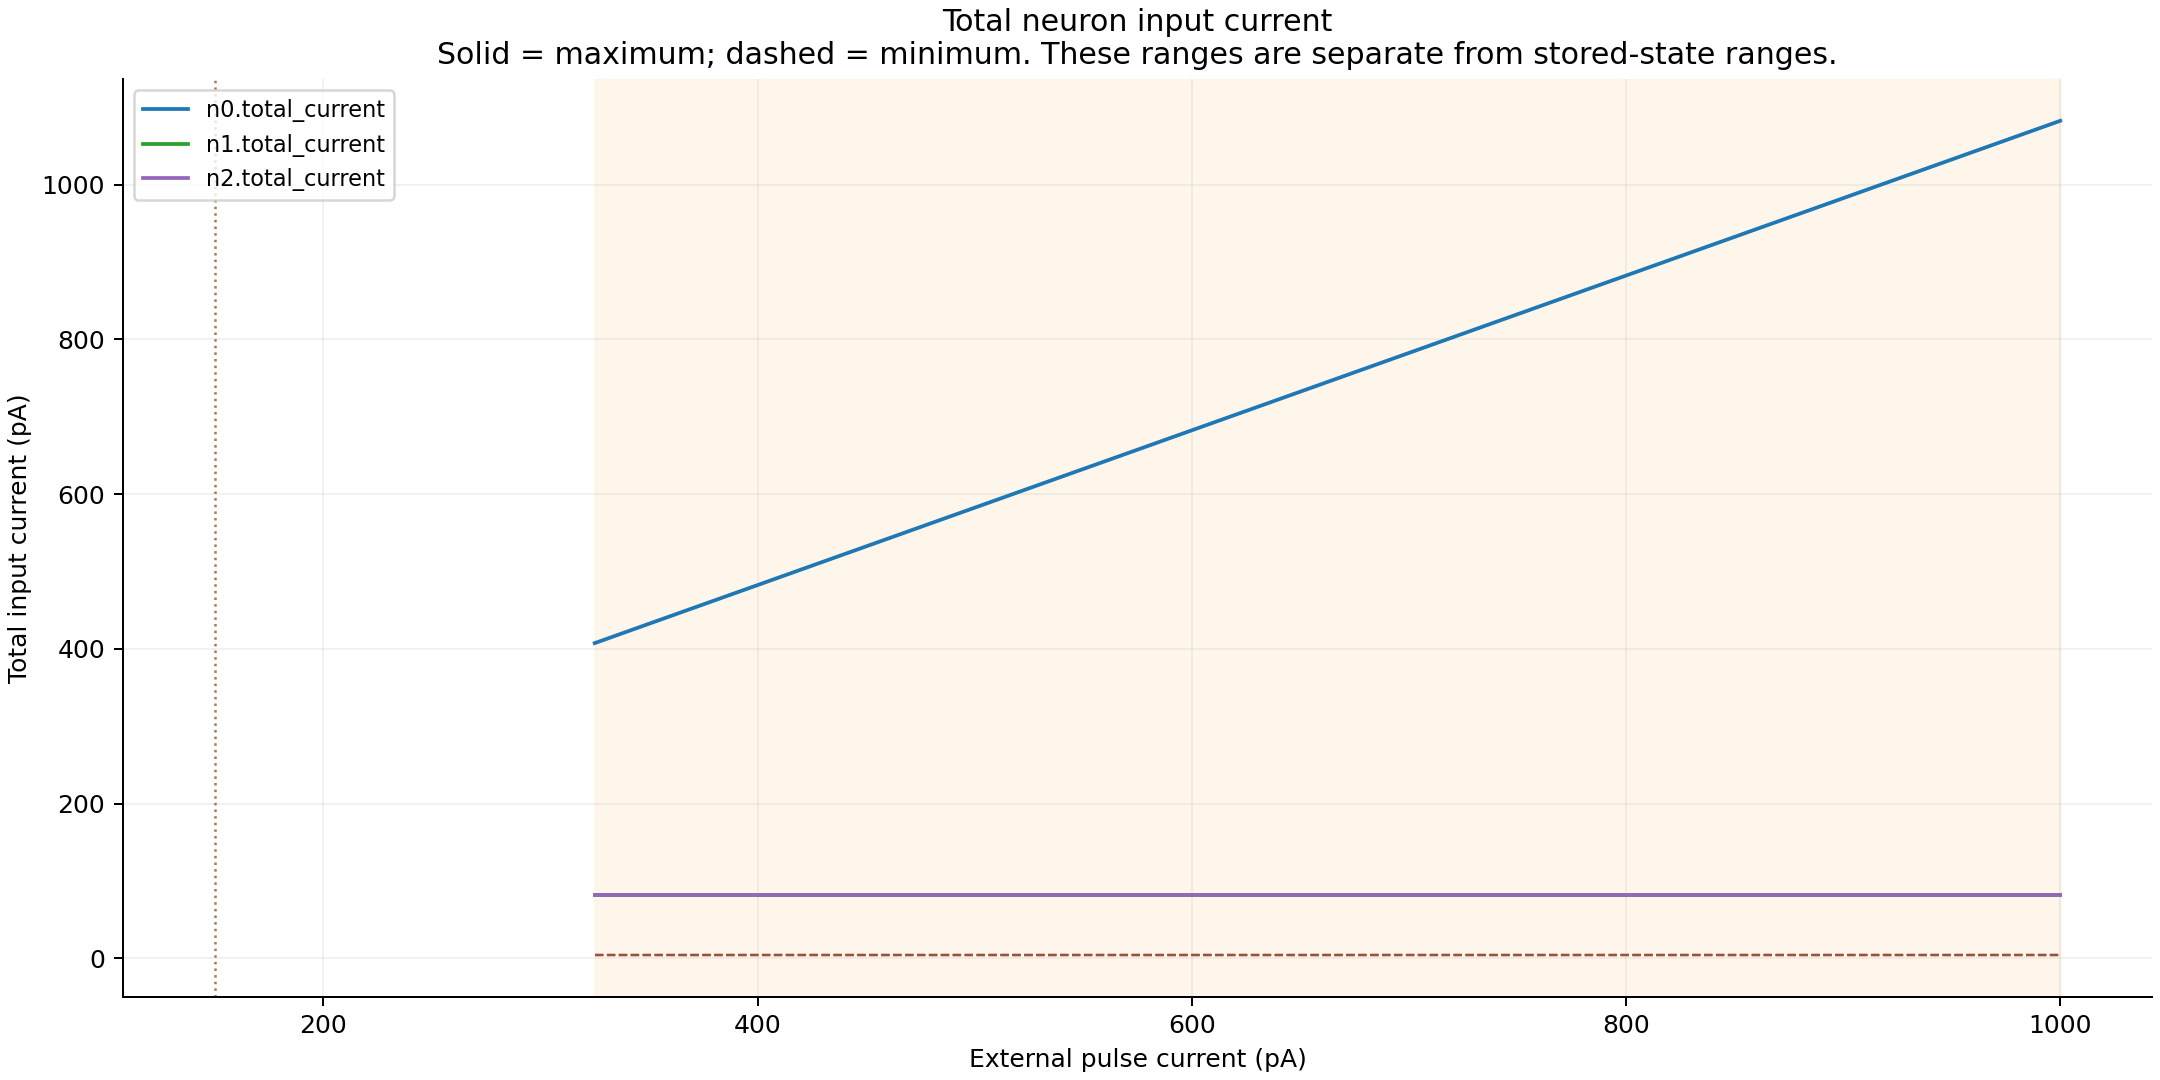 Total neuron input current
Solid = maximum; dashed = minimum. These ranges are separate from stored-state ranges.
n0.total_current
n1.total_current
n2.total_current
1000
800
600
400
200
0
Total input current (pA)
200 400 600 800 1000
External pulse current (pA)